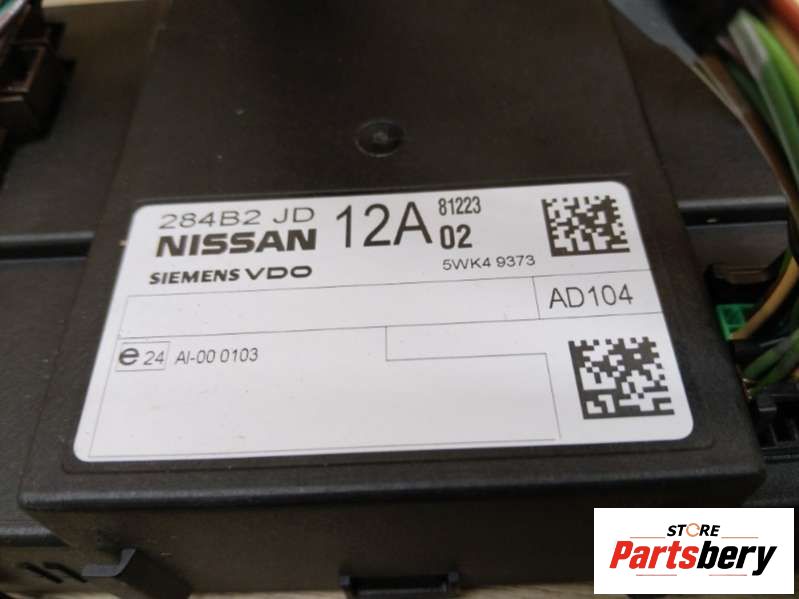 284B2 JD 12A 81223
NISSAN 02
SIEMENS VDO 5WK4 9373
AD104
e 24 AI-00 0103
STORE
Partsbery